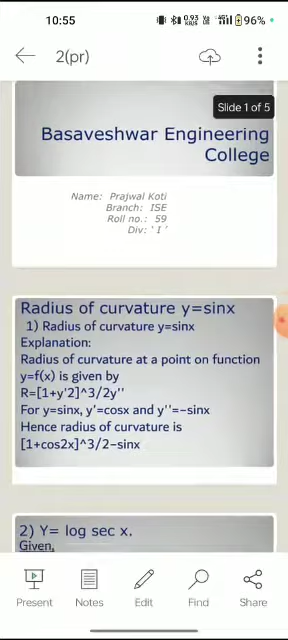 10:55
0.93
KB/S
96%
2(pr)
Slide 1 of 5
Basaveshwar Engineering
College
Name: Prajwal Koti
Branch: ISE
Roll no.: 59
Div: ' I '
Radius of curvature y=sinx
1) Radius of curvature y=sinx
Explanation:
Radius of curvature at a point on function
y=f(x) is given by
R=[1+y'2]^3/2y''
For y=sinx, y'=cosx and y''=−sinx
Hence radius of curvature is
[1+cos2x]^3/2−sinx
2) Y= log sec x.
Given,
Present
Notes
Edit
Find
Share